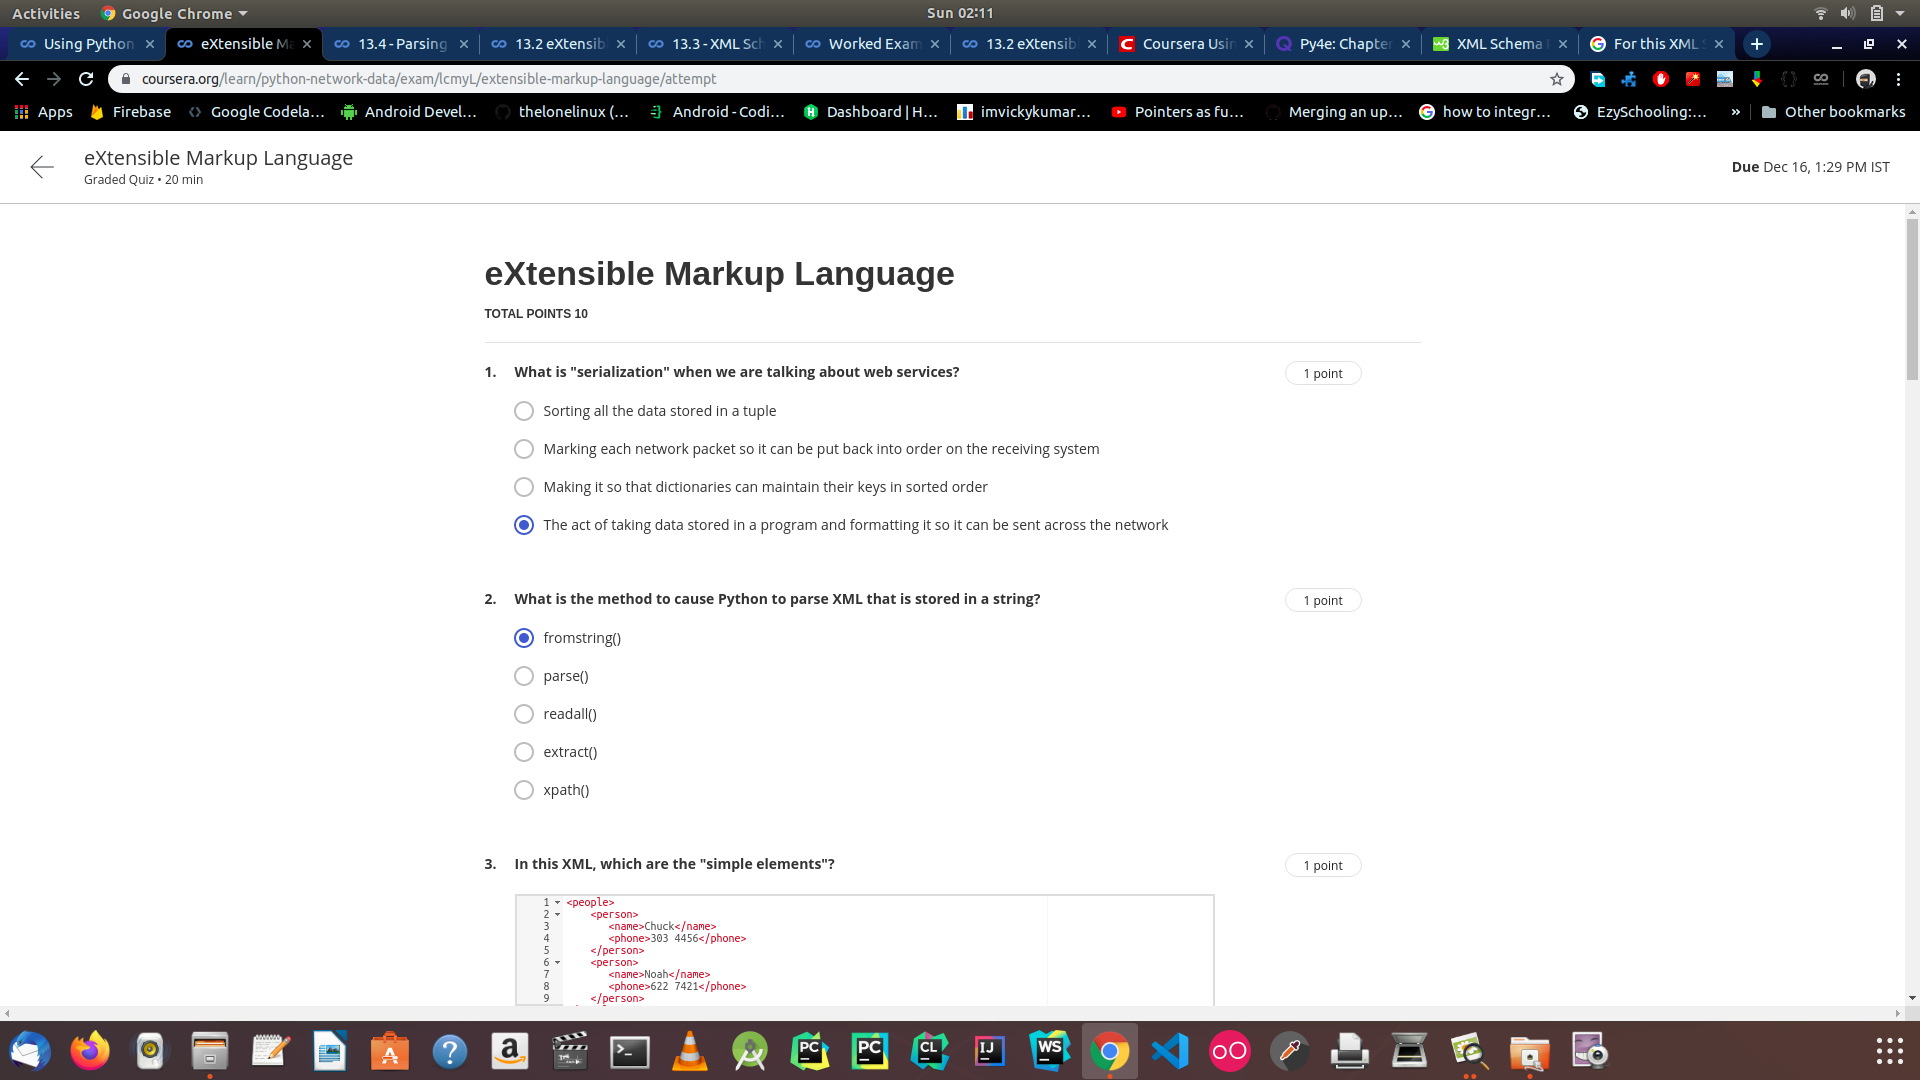 Activities Google Chrome Sun 02:11
Using Python eXtensible Ma 13.4 - Parsing 13.2 eXtensib 13.3 - XML Sc Worked Exam 13.2 eXtensib Coursera Usin Py4e: Chapte XML Schema For this XML
coursera.org/learn/python-network-data/exam/lcmyL/extensible-markup-language/attempt
Apps Firebase Google Codela... Android Devel... thelonelinux (... Android - Codi... Dashboard | H... imvickykumar... Pointers as fu... Merging an up... how to integr... EzySchooling:... » Other bookmarks
eXtensible Markup Language
Graded Quiz • 20 min
Due Dec 16, 1:29 PM IST
eXtensible Markup Language
TOTAL POINTS 10
1. What is "serialization" when we are talking about web services? 1 point
Sorting all the data stored in a tuple
Marking each network packet so it can be put back into order on the receiving system
Making it so that dictionaries can maintain their keys in sorted order
The act of taking data stored in a program and formatting it so it can be sent across the network
2. What is the method to cause Python to parse XML that is stored in a string? 1 point
fromstring()
parse()
readall()
extract()
xpath()
3. In this XML, which are the "simple elements"? 1 point
1 <people>
2 <person>
3 <name>Chuck</name>
4 <phone>303 4456</phone>
5 </person>
6 <person>
7 <name>Noah</name>
8 <phone>622 7421</phone>
9 </person>